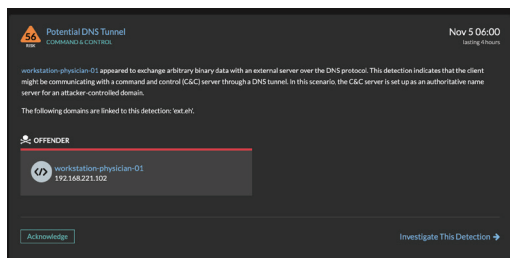 56
RISK
Potential DNS Tunnel
COMMAND & CONTROL
Nov 5 06:00
lasting 4 hours
workstation-physician-01 appeared to exchange arbitrary binary data with an external server over the DNS protocol. This detection indicates that the client
might be communicating with a command and control (C&C) server through a DNS tunnel. In this scenario, the C&C server is set up as an authoritative name
server for an attacker-controlled domain.
The following domains are linked to this detection: 'ext.eh'.
OFFENDER
workstation-physician-01
192.168.221.102
Acknowledge
Investigate This Detection